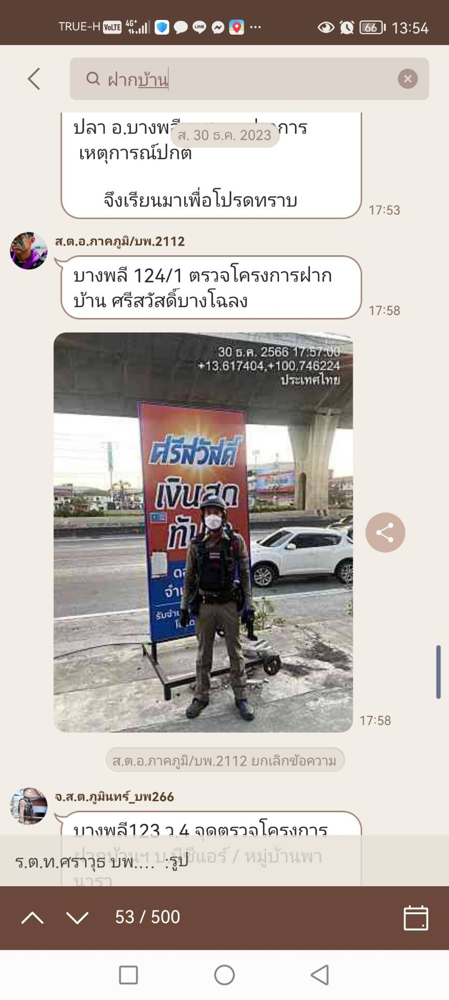 TRUE-H VoLTE 4G+ LINE 66 13:54
ฝากบ้าน
ปลา อ.บางพลี การ
ส. 30 ธ.ค. 2023
เหตุการณ์ปกต
จึงเรียนมาเพื่อโปรดทราบ
17:53
ส.ต.อ.ภาคภูมิ/บพ.2112
บางพลี 124/1 ตรวจโครงการฝาก
บ้าน ศรีสวัสดิ์บางโฉลง
17:58
30 ธ.ค. 2566 17:57:00
+13.617404,+100.746224
ประเทศไทย
ศรีสวัสดิ์
เงินสด
17:58
ส.ต.อ.ภาคภูมิ/บพ.2112 ยกเลิกข้อความ
จ.ส.ต.ภูมินทร์_บพ266
บางพลี123 ว.4 จุดตรวจโครงการ
ฝากบ้านฯ บ.บีซีแอร์ / หมู่บ้านพา
นารา
ร.ต.ท.ศราวุธ บพ.... :รูป
53 / 500